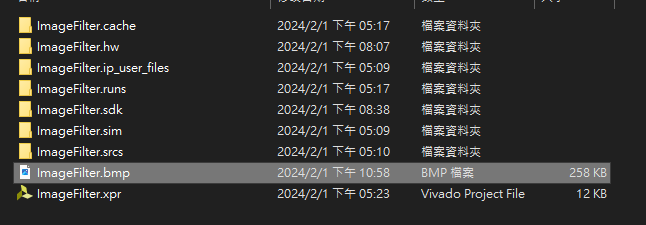 ImageFilter.cache 2024/2/1 下午 05:17 檔案資料夾
ImageFilter.hw 2024/2/1 下午 08:07 檔案資料夾
ImageFilter.ip_user_files 2024/2/1 下午 05:09 檔案資料夾
ImageFilter.runs 2024/2/1 下午 05:17 檔案資料夾
ImageFilter.sdk 2024/2/1 下午 08:38 檔案資料夾
ImageFilter.sim 2024/2/1 下午 05:09 檔案資料夾
ImageFilter.srcs 2024/2/1 下午 05:10 檔案資料夾
ImageFilter.bmp 2024/2/1 下午 10:58 BMP 檔案 258 KB
ImageFilter.xpr 2024/2/1 下午 05:23 Vivado Project File 12 KB